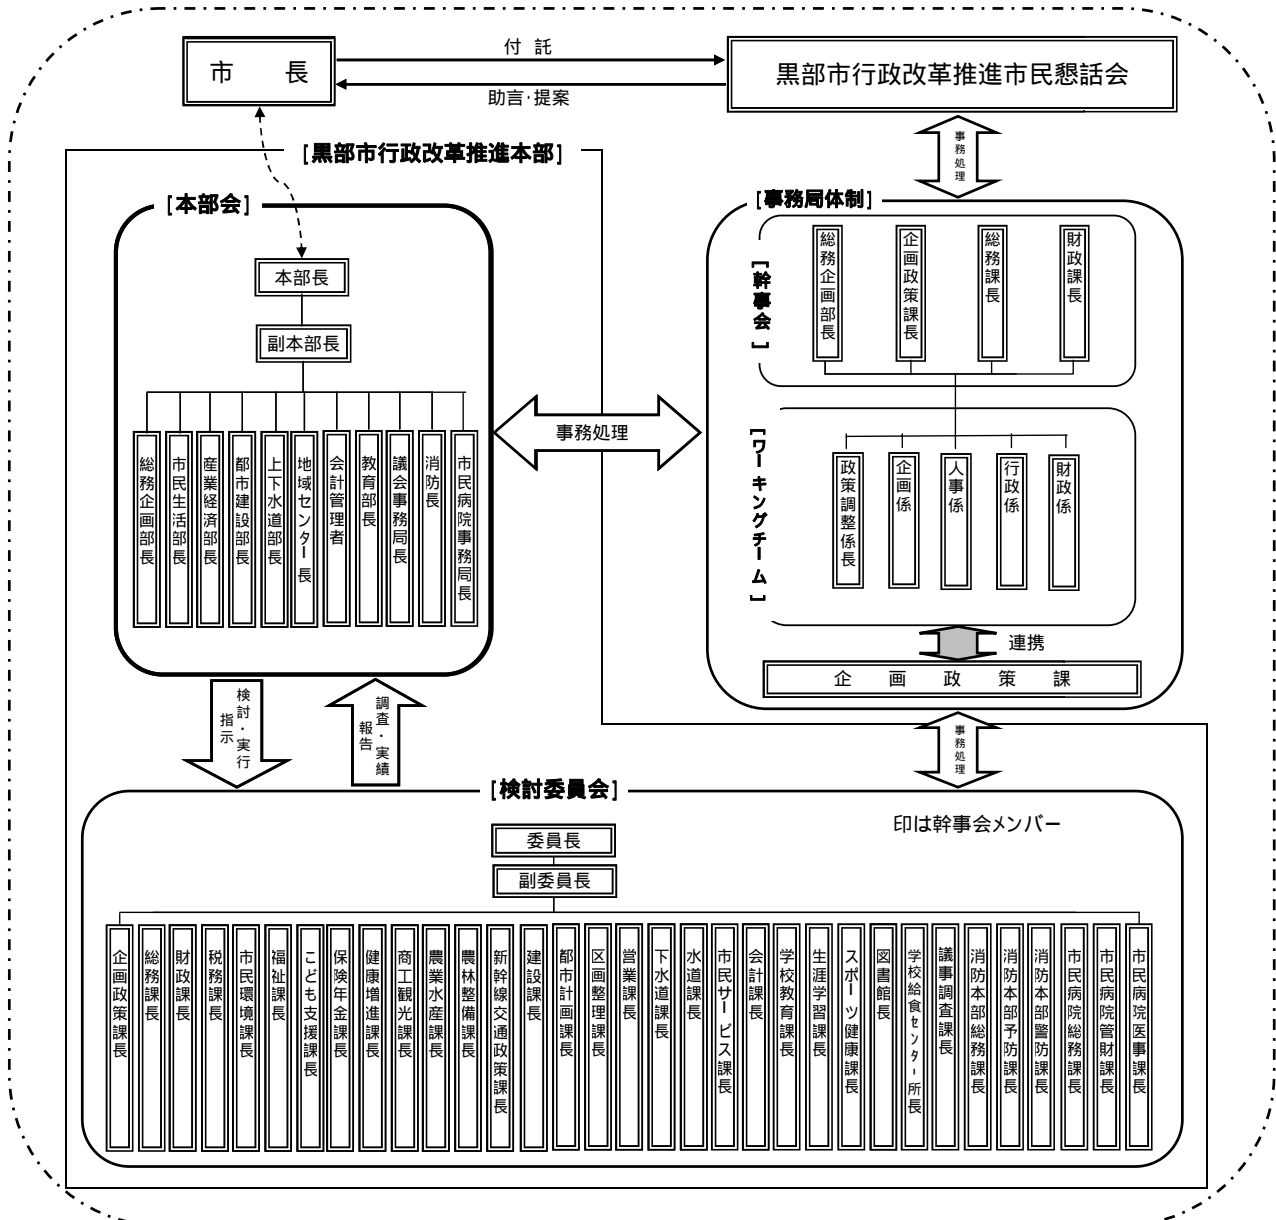 市　長
付 託
助言・提案
黒部市行政改革推進市民懇話会
事務処理
[黒部市行政改革推進本部]
[本部会]
本部長
副本部長
総務企画部長
市民生活部長
産業経済部長
都市建設部長
上下水道部長
地域センター長
会計管理者
教育部長
議会事務局長
消防長
市民病院事務局長
事務処理
[事務局体制]
[幹事会]
総務企画部長
企画政策課長
総務課長
財政課長
[ワーキングチーム]
政策調整係長
企画係
人事係
行政係
財政係
連携
企画政策課
検討・実行
指示
調査・実績
報告
事務処理
[検討委員会]
印は幹事会メンバー
委員長
副委員長
企画政策課長
総務課長
財政課長
税務課長
市民環境課長
福祉課長
こども支援課長
保険年金課長
健康増進課長
商工観光課長
農業水産課長
農林整備課長
新幹線交通政策課長
建設課長
都市計画課長
区画整理課長
営業課長
下水道課長
水道課長
市民サービス課長
会計課長
学校教育課長
生涯学習課長
スポーツ健康課長
図書館長
学校給食センター所長
議事調査課長
消防本部総務課長
消防本部予防課長
消防本部警防課長
市民病院総務課長
市民病院管財課長
市民病院医事課長